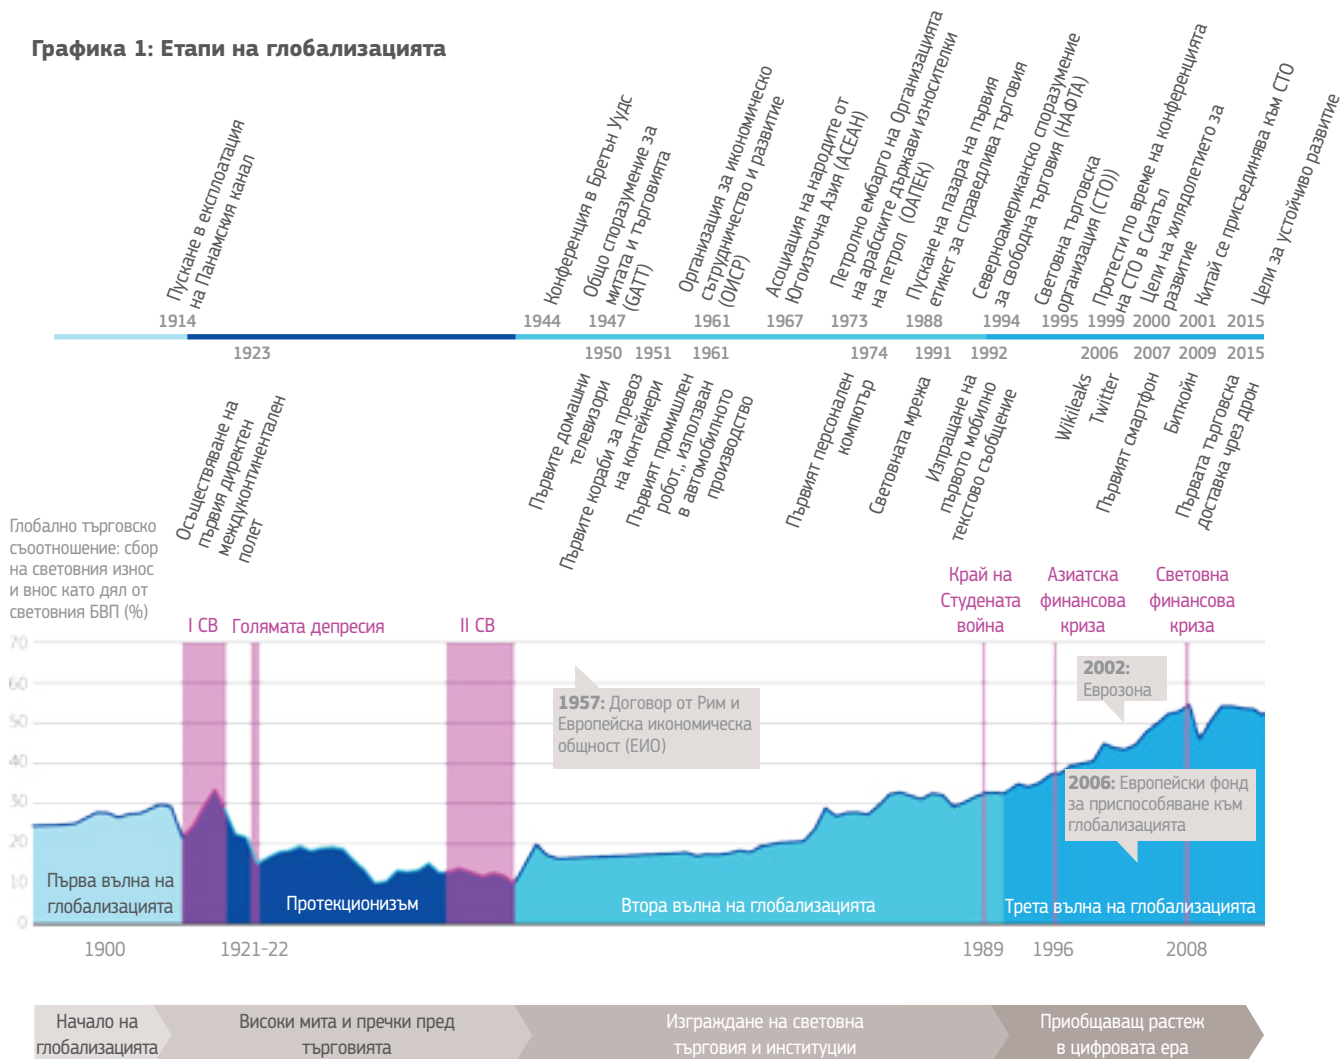 Графика 1: Етапи на глобализацията
Пускане в експлоатация
на Панамския канал
Конференция в Бретън Уудс
Общо споразумение за
митата и търговията
(GATT)
Организация за икономическо
сътрудничество и развитие
(ОИСР)
Асоциация на народите от
Югоизточна Азия (АСЕАН)
Петролно ембарго на Организацията
на арабските държави износителки
на петрол (ОАПЕК)
Пускане на пазара на първия
етикет за справедлива търговия
Северноамериканско споразумение
за свободна търговия (НАФТА)
Световна търговска
организация (СТО))
Протести по време на конференцията
на СТО в Сиатъл
Цели на хилядолетието за
развитие
Китай се присъединява към СТО
Цели за устойчиво развитие
1914 1944 1947 1961 1967 1973 1988 1994 1995 1999 2000 2001 2015
1923 1950 1951 1961 1974 1991 1992 2006 2007 2009 2015
Осъществяване на
първия директен
междуконтинентален
полет
Първите домашни
телевизори
Първите кораби за превоз
на контейнери
Първият промишлен
робот,, използван
в автомобилното
производство
Първият персонален
компютър
Световната мрежа
Изпращане на
първото мобилно
текстово съобщение
Wikileaks
Twitter
Първият смартфон
Биткойн
Първата търговска
доставка чрез дрон
Глобално търговско
съотношение: сбор
на световния износ
и внос като дял от
световния БВП (%)
I СВ
Голямата депресия
II СВ
Край на
Студената
война
Азиатска
финансова
криза
Световна
финансова
криза
70
60
50
40
30
20
10
0
1957: Договор от Рим и
Европейска икономическа
общност (ЕИО)
2002:
Еврозона
2006: Европейски фонд
за приспособяване към
глобализацията
Първа вълна на
глобализацията
Протекционизъм
Втора вълна на глобализацията
Трета вълна на глобализацията
1900 1921-22 1989 1996 2008
Начало на
глобализацията
Високи мита и пречки пред
търговията
Изграждане на световна
търговия и институции
Приобщаващ растеж
в цифровата ера